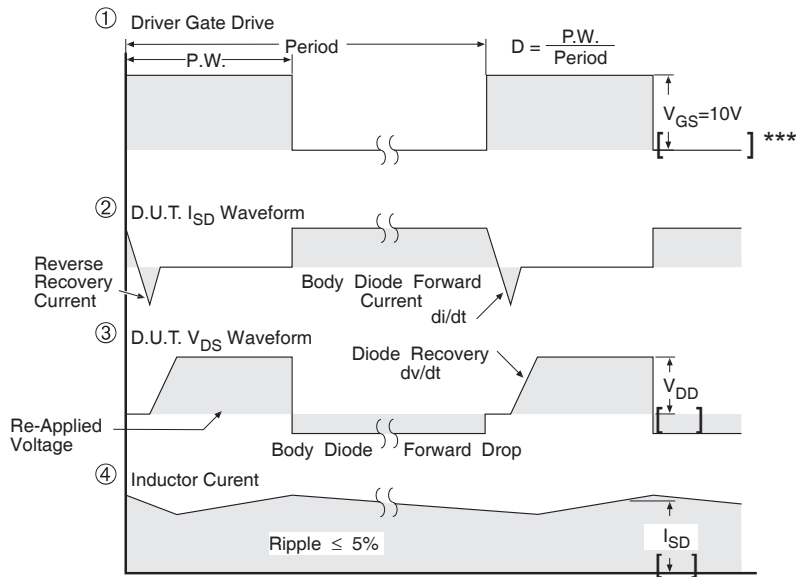 ① Driver Gate Drive
P.W.
Period
D = P.W. / Period
V_GS=10V
[ ] ***
② D.U.T. I_SD Waveform
Reverse
Recovery
Current
Body Diode Forward
Current
di/dt
③ D.U.T. V_DS Waveform
Diode Recovery
dv/dt
V_DD
[ ]
Re-Applied
Voltage
Body Diode Forward Drop
④ Inductor Curent
Ripple ≤ 5%
I_SD
[ ]